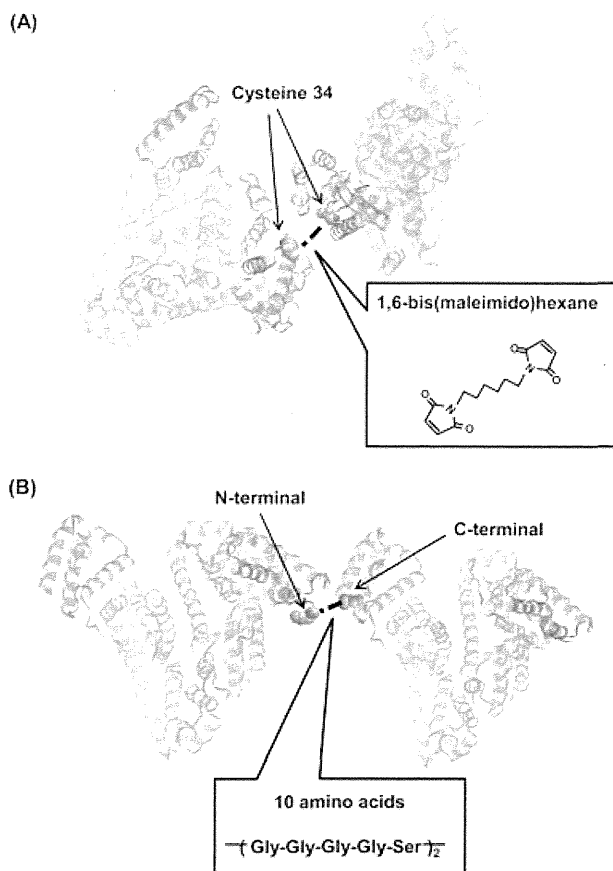 (A)
Cysteine 34
1,6-bis(maleimido)hexane
O
O
N
N
O
O
(B)
N-terminal
C-terminal
10 amino acids
( Gly-Gly-Gly-Gly-Ser )2